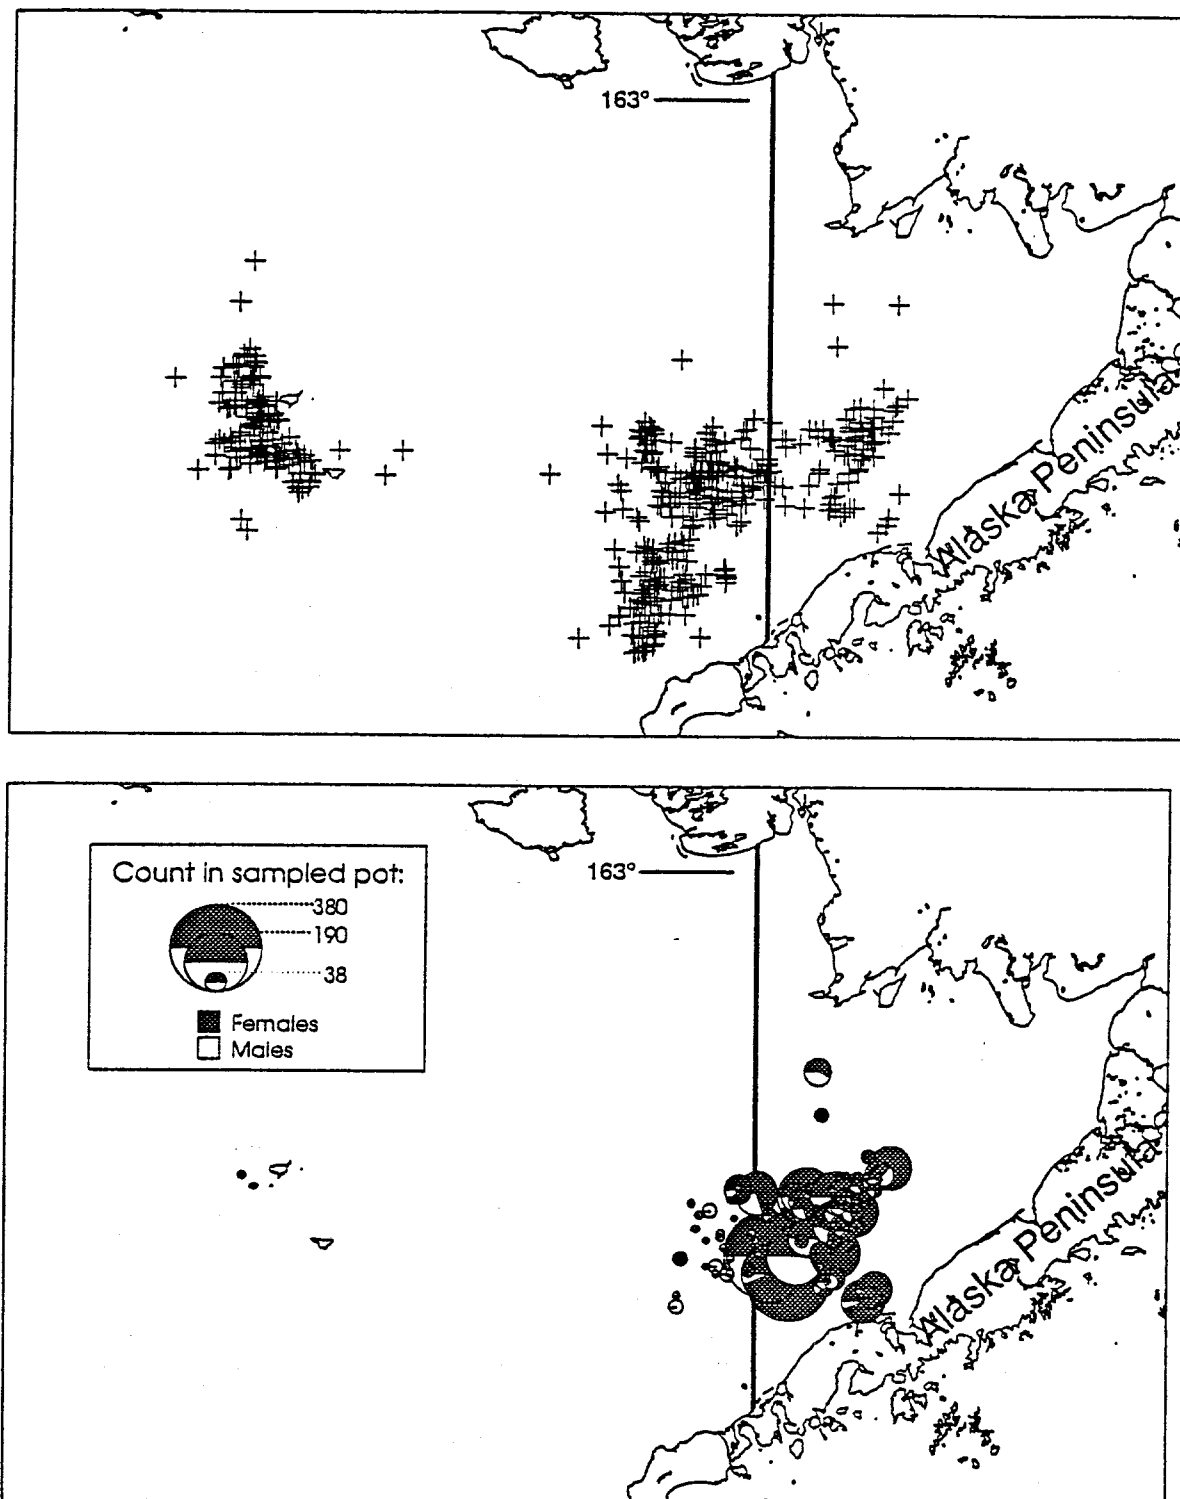 163°
Alaska Peninsula
Count in sampled pot:
380
190
38
Females
Males
163°
Alaska Peninsula